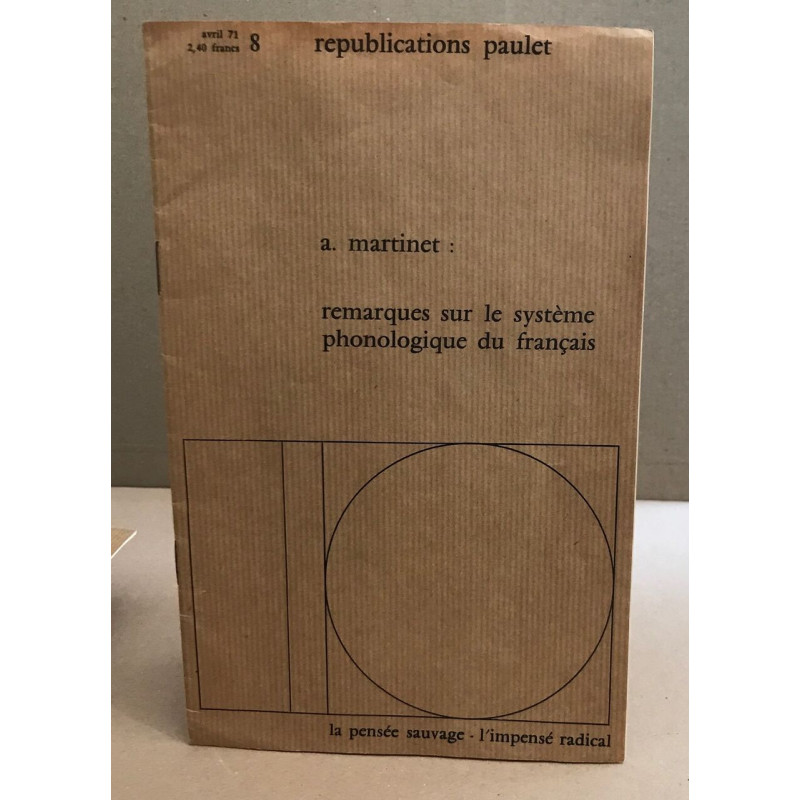 avril 71
2,40 francs 8
republications paulet
a. martinet :
remarques sur le système
phonologique du français
la pensée sauvage - l'impensé radical